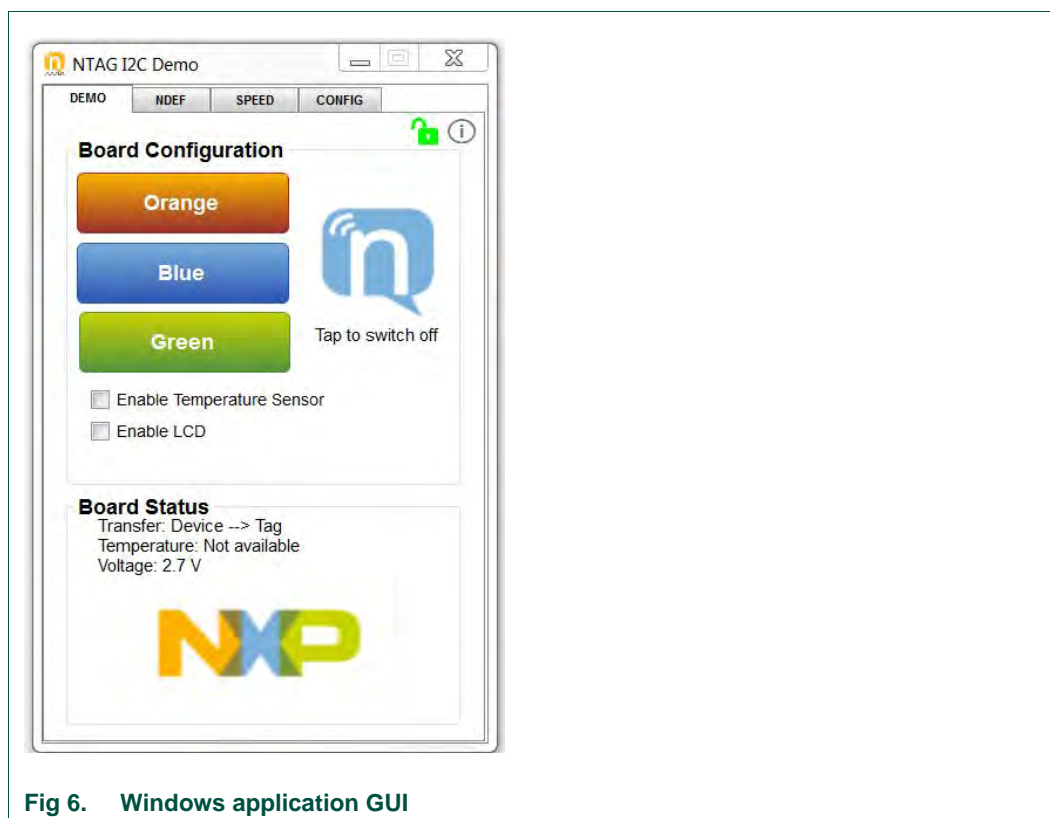 NTAG I2C Demo
DEMO NDEF SPEED CONFIG
Board Configuration
Orange
Blue
Green
Tap to switch off
Enable Temperature Sensor
Enable LCD
Board Status
Transfer: Device --> Tag
Temperature: Not available
Voltage: 2.7 V
NXP
Fig 6. Windows application GUI